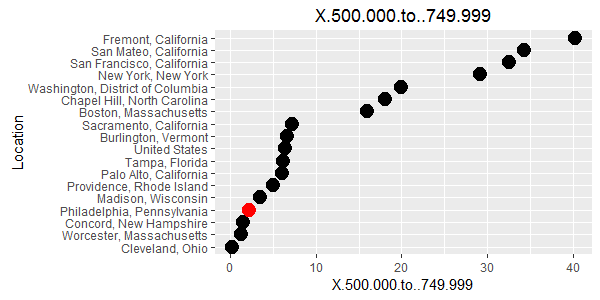 X.500.000.to..749.999
Location
Fremont, California
San Mateo, California
San Francisco, California
New York, New York
Washington, District of Columbia
Chapel Hill, North Carolina
Boston, Massachusetts
Sacramento, California
Burlington, Vermont
United States
Tampa, Florida
Palo Alto, California
Providence, Rhode Island
Madison, Wisconsin
Philadelphia, Pennsylvania
Concord, New Hampshire
Worcester, Massachusetts
Cleveland, Ohio
0 10 20 30 40
X.500.000.to..749.999